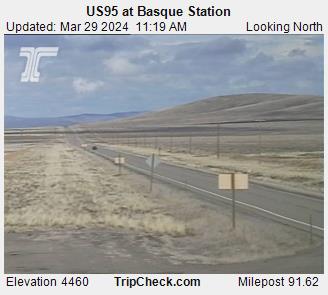 US95 at Basque Station
Updated: Mar 29 2024 11:19 AM Looking North
Elevation 4460 TripCheck.com Milepost 91.62